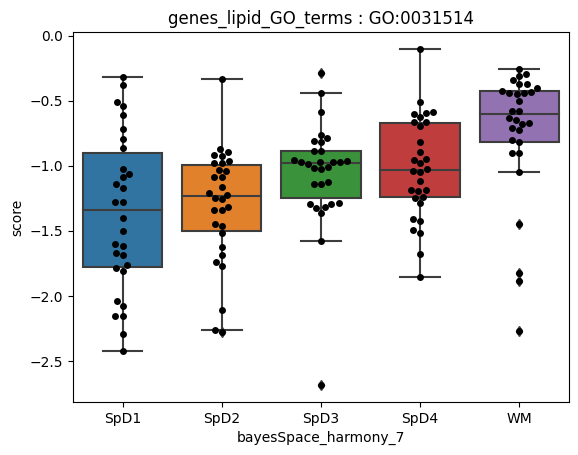 genes_lipid_GO_terms : GO:0031514
0.0
−0.5
−1.0
−1.5
−2.0
−2.5
score
SpD1 SpD2 SpD3 SpD4 WM
bayesSpace_harmony_7